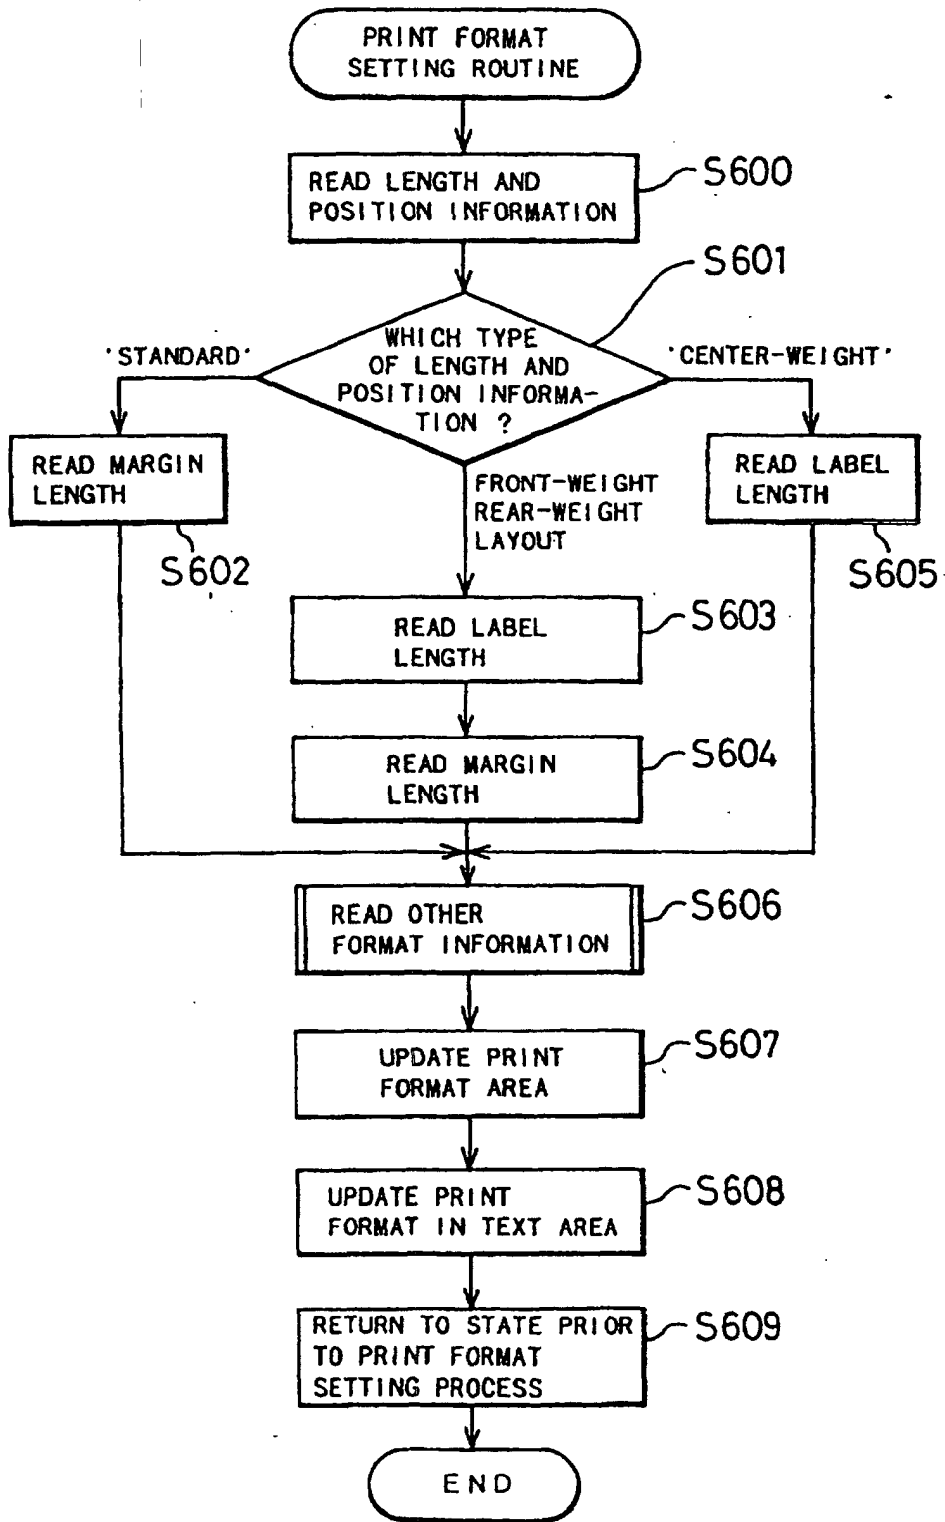 PRINT FORMAT
SETTING ROUTINE
READ LENGTH AND
POSITION INFORMATION
S600
S601
WHICH TYPE
OF LENGTH AND
POSITION INFORMA-
TION ?
'STANDARD'
'CENTER-WEIGHT'
READ MARGIN
LENGTH
S602
FRONT-WEIGHT
REAR-WEIGHT
LAYOUT
READ LABEL
LENGTH
S605
READ LABEL
LENGTH
S603
READ MARGIN
LENGTH
S604
READ OTHER
FORMAT INFORMATION
S606
UPDATE PRINT
FORMAT AREA
S607
UPDATE PRINT
FORMAT IN TEXT AREA
S608
RETURN TO STATE PRIOR
TO PRINT FORMAT
SETTING PROCESS
S609
END